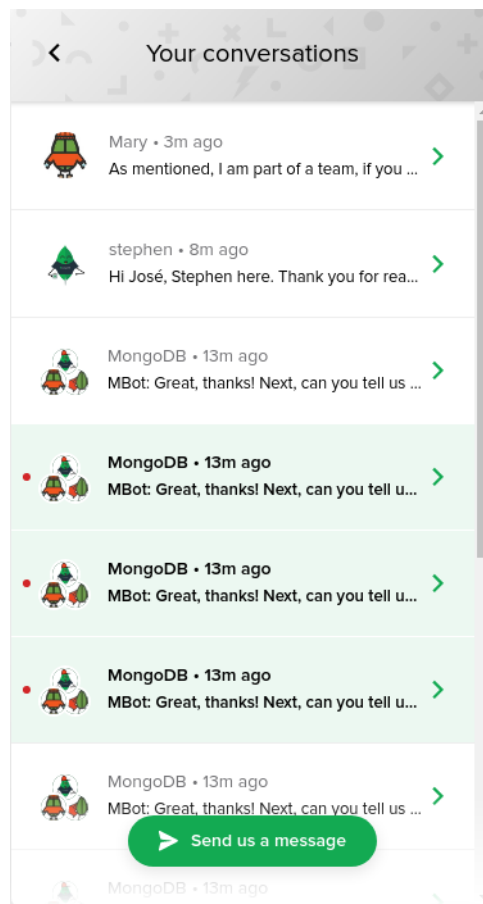 Your conversations
Mary • 3m ago
As mentioned, I am part of a team, if you ...
stephen • 8m ago
Hi José, Stephen here. Thank you for rea...
MongoDB • 13m ago
MBot: Great, thanks! Next, can you tell us ...
MongoDB • 13m ago
MBot: Great, thanks! Next, can you tell u...
MongoDB • 13m ago
MBot: Great, thanks! Next, can you tell u...
MongoDB • 13m ago
MBot: Great, thanks! Next, can you tell u...
MongoDB • 13m ago
MBot: Great, thanks! Next, can you tell us ...
Send us a message
MongoDB • 13m ago